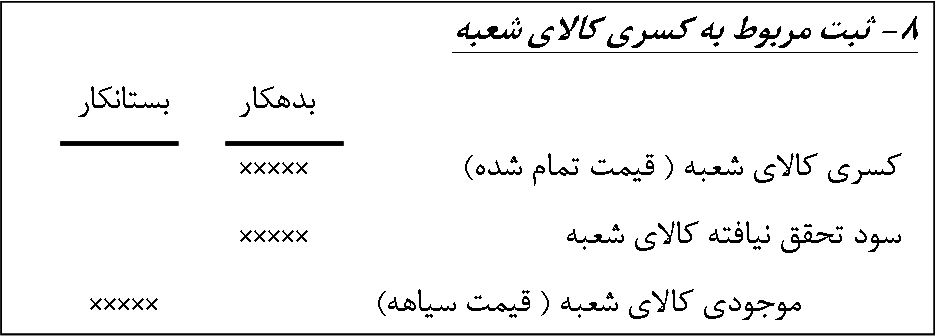 ۸- ثبت مربوط به کسری کالای شعبه
بدهکار بستانکار
کسری کالای شعبه ( قیمت تمام شده) ×××××
سود تحقق نیافته کالای شعبه ×××××
موجودی کالای شعبه ( قیمت سیاهه) ×××××